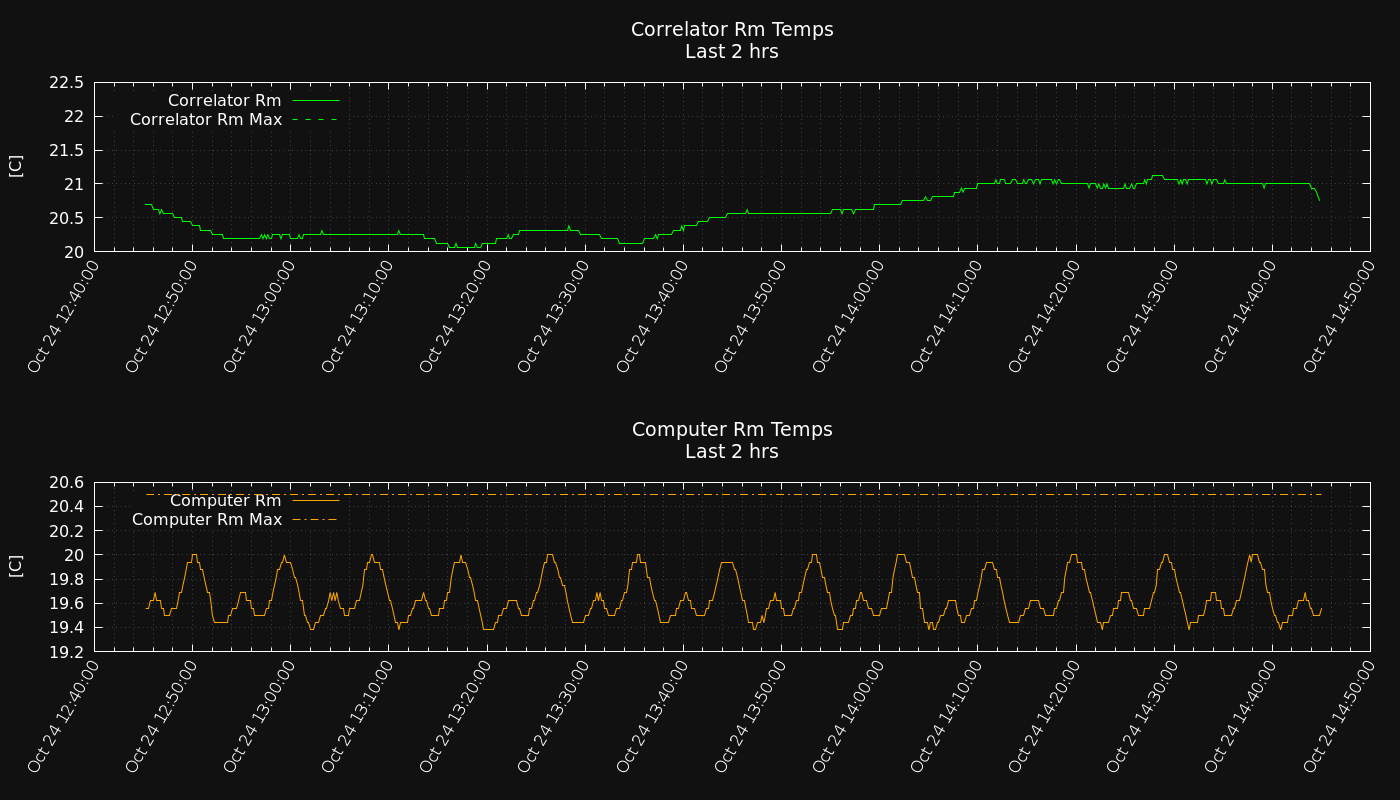 Correlator Rm Temps
Last 2 hrs
22.5
22
21.5
21
20.5
20
[C]
Correlator Rm
Correlator Rm Max
Oct 24 12:40:00
Oct 24 12:50:00
Oct 24 13:00:00
Oct 24 13:10:00
Oct 24 13:20:00
Oct 24 13:30:00
Oct 24 13:40:00
Oct 24 13:50:00
Oct 24 14:00:00
Oct 24 14:10:00
Oct 24 14:20:00
Oct 24 14:30:00
Oct 24 14:40:00
Oct 24 14:50:00
Computer Rm Temps
Last 2 hrs
20.6
20.4
20.2
20
19.8
19.6
19.4
19.2
[C]
Computer Rm
Computer Rm Max
Oct 24 12:40:00
Oct 24 12:50:00
Oct 24 13:00:00
Oct 24 13:10:00
Oct 24 13:20:00
Oct 24 13:30:00
Oct 24 13:40:00
Oct 24 13:50:00
Oct 24 14:00:00
Oct 24 14:10:00
Oct 24 14:20:00
Oct 24 14:30:00
Oct 24 14:40:00
Oct 24 14:50:00